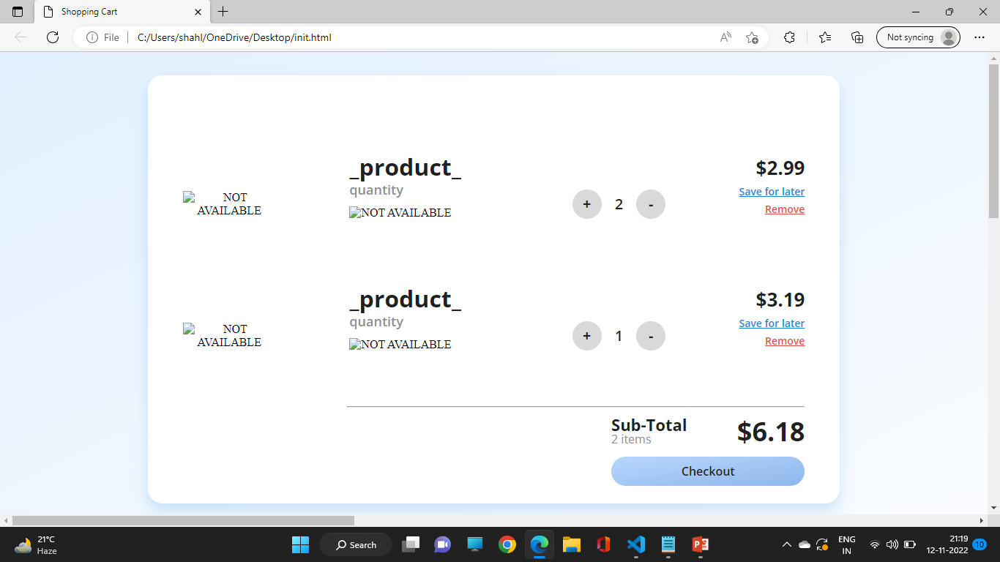 Shopping Cart
File
C:/Users/shahl/OneDrive/Desktop/init.html
Not syncing
_product_
quantity
NOT
AVAILABLE
NOT AVAILABLE
+ 2 -
$2.99
Save for later
Remove
_product_
quantity
NOT
AVAILABLE
NOT AVAILABLE
+ 1 -
$3.19
Save for later
Remove
Sub-Total
2 items
$6.18
Checkout
21°C
Haze
Search
ENG
IN
21:19
12-11-2022
10